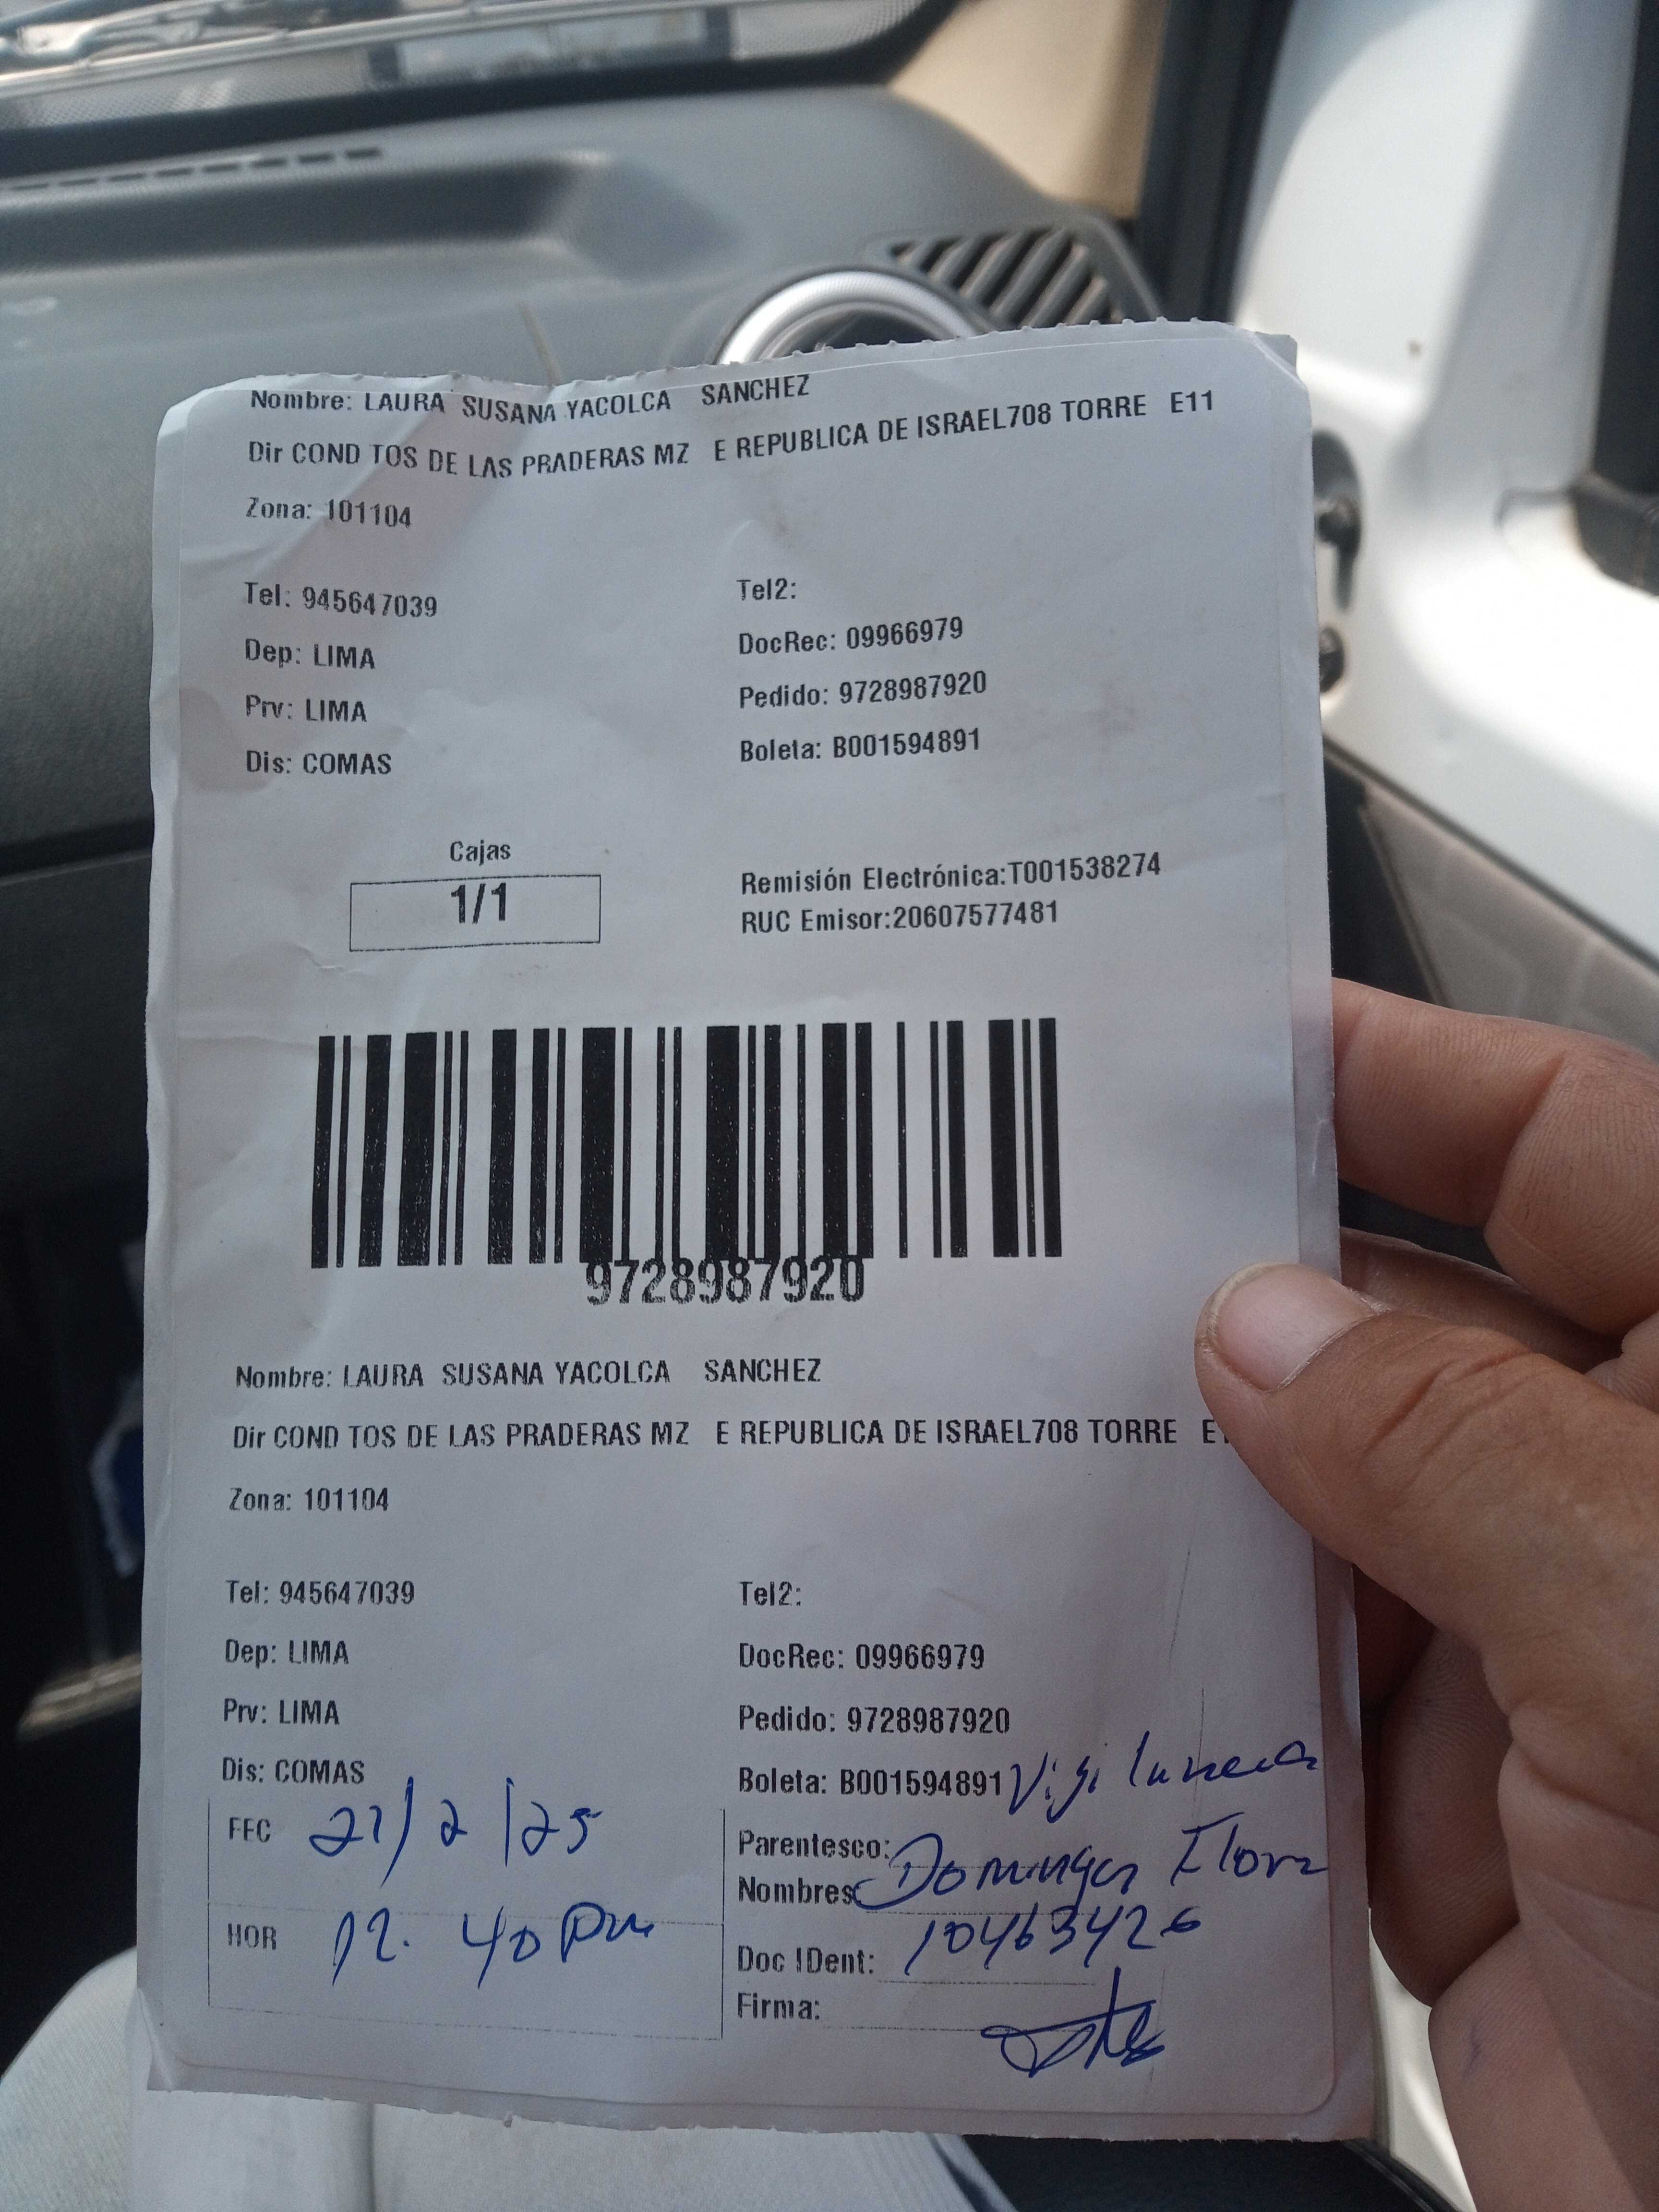 Nombre: LAURA SUSANA YACOLCA SANCHEZ
Dir COND TOS DE LAS PRADERAS MZ E REPUBLICA DE ISRAEL708 TORRE E11
Zona: 101104
Tel: 945647039 Tel2:
Dep: LIMA DocRec: 09966979
Prv: LIMA Pedido: 9728987920
Dis: COMAS Boleta: B001594891
Cajas
1/1
Remisión Electrónica:T001538274
RUC Emisor:20607577481
9728987920
Nombre: LAURA SUSANA YACOLCA SANCHEZ
Dir COND TOS DE LAS PRADERAS MZ E REPUBLICA DE ISRAEL708 TORRE
Zona: 101104
Tel: 945647039 Tel2:
Dep: LIMA DocRec: 09966979
Prv: LIMA Pedido: 9728987920
Dis: COMAS Boleta: B001594891
FEC 21/2/25
HOR 12. 40 pm
Parentesco:
Nombres
Doc IDent: 10463426
Firma: